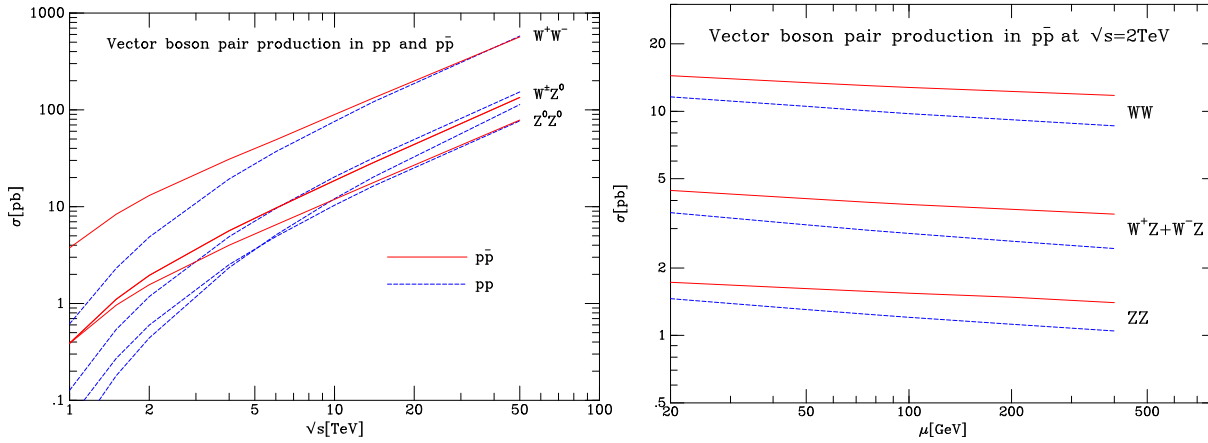 Vector boson pair production in pp and pp̄
W⁺W⁻
W±Z⁰
Z⁰Z⁰
pp̄
pp
σ[pb]
1000
100
10
1
.1
1
2
5
10
20
50
100
√s[TeV]
Vector boson pair production in pp̄ at √s=2TeV
WW
W⁺Z+W⁻Z
ZZ
σ[pb]
20
10
5
2
1
.5
20
50
100
200
500
μ[GeV]